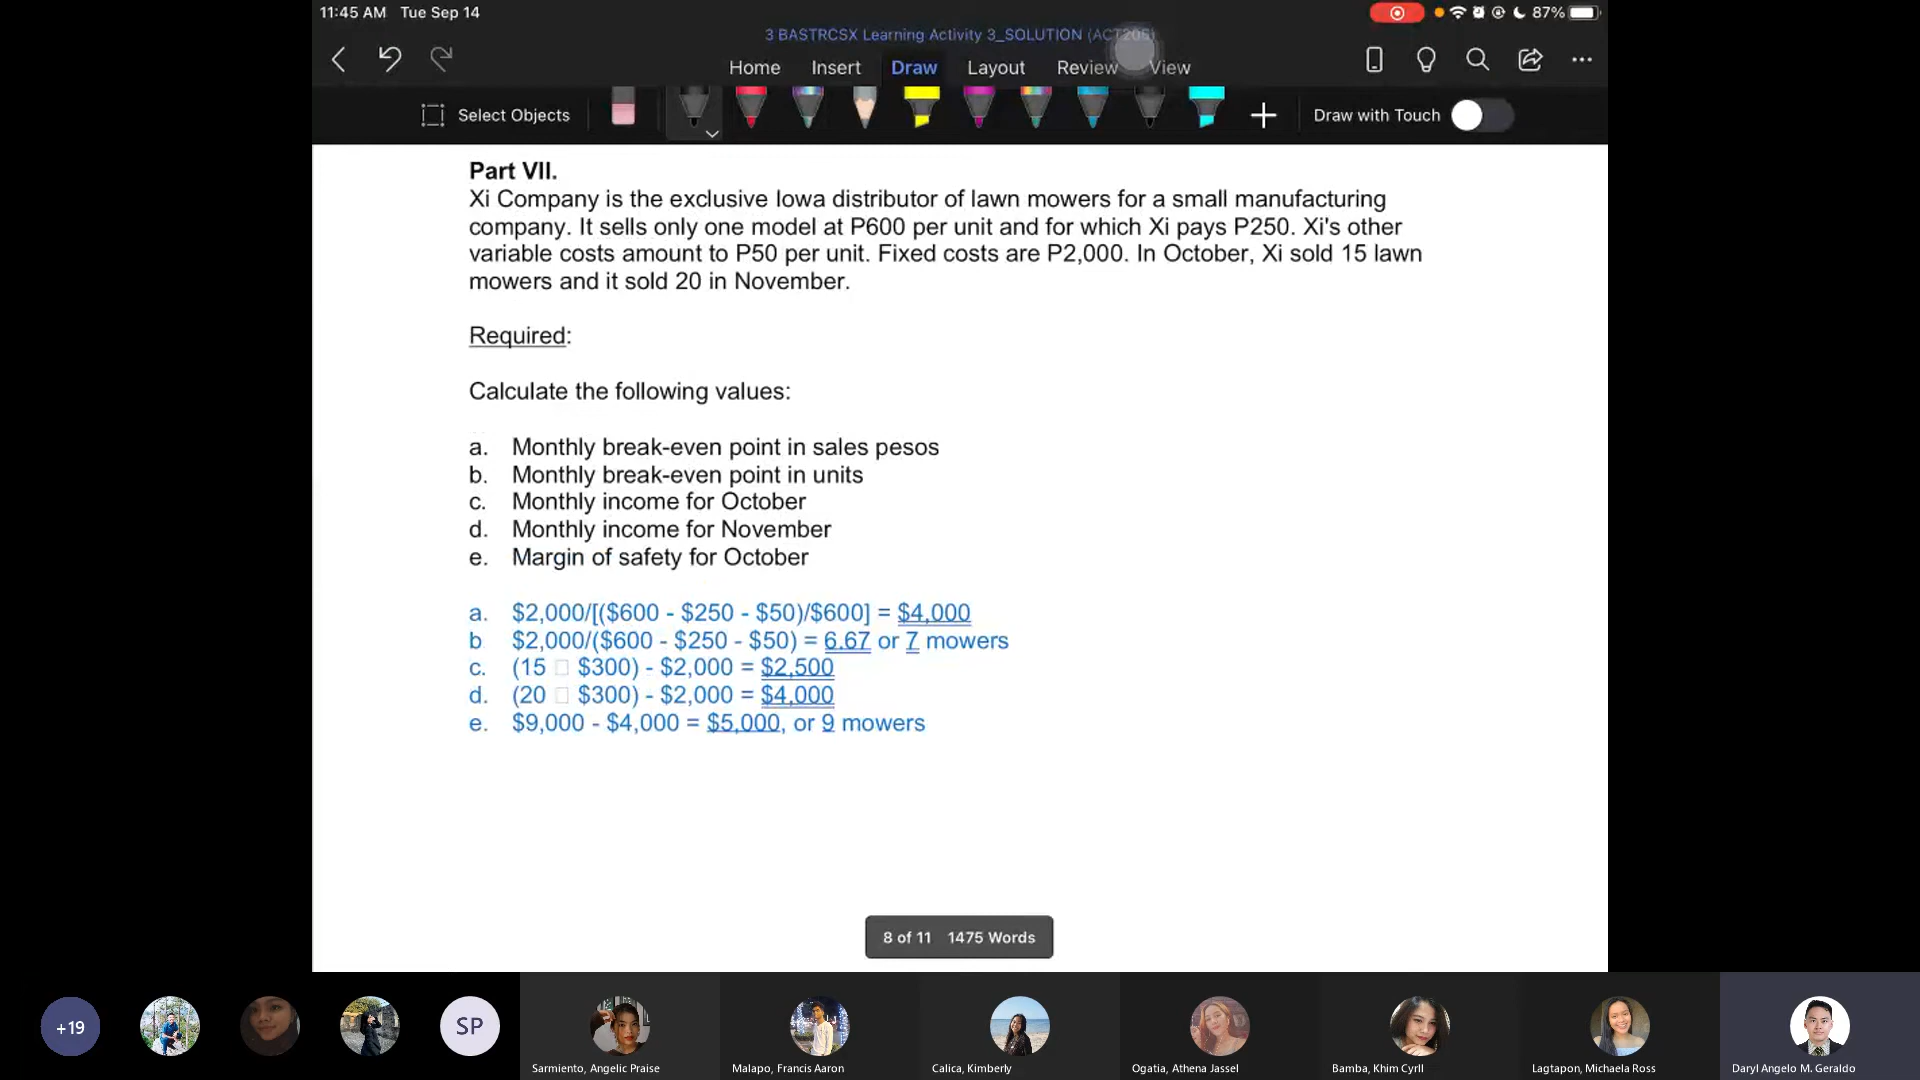 11:45 AM Tue Sep 14
87%
3 BASTRCSX Learning Activity 3_SOLUTION (ACT205)
Home Insert Draw Layout Review View
Select Objects
Draw with Touch
Part VII.
Xi Company is the exclusive Iowa distributor of lawn mowers for a small manufacturing
company. It sells only one model at P600 per unit and for which Xi pays P250. Xi's other
variable costs amount to P50 per unit. Fixed costs are P2,000. In October, Xi sold 15 lawn
mowers and it sold 20 in November.
Required:
Calculate the following values:
a. Monthly break-even point in sales pesos
b. Monthly break-even point in units
c. Monthly income for October
d. Monthly income for November
e. Margin of safety for October
a. $2,000/[($600 - $250 - $50)/$600] = $4,000
b $2,000/($600 - $250 - $50) = 6.67 or 7 mowers
c. (15 □ $300) - $2,000 = $2,500
d. (20 □ $300) - $2,000 = $4,000
e. $9,000 - $4,000 = $5,000, or 9 mowers
8 of 11 1475 Words
+19
SP
Sarmiento, Angelic Praise
Malapo, Francis Aaron
Calica, Kimberly
Ogatia, Athena Jassel
Bamba, Khim Cyrll
Lagtapon, Michaela Ross
Daryl Angelo M. Geraldo